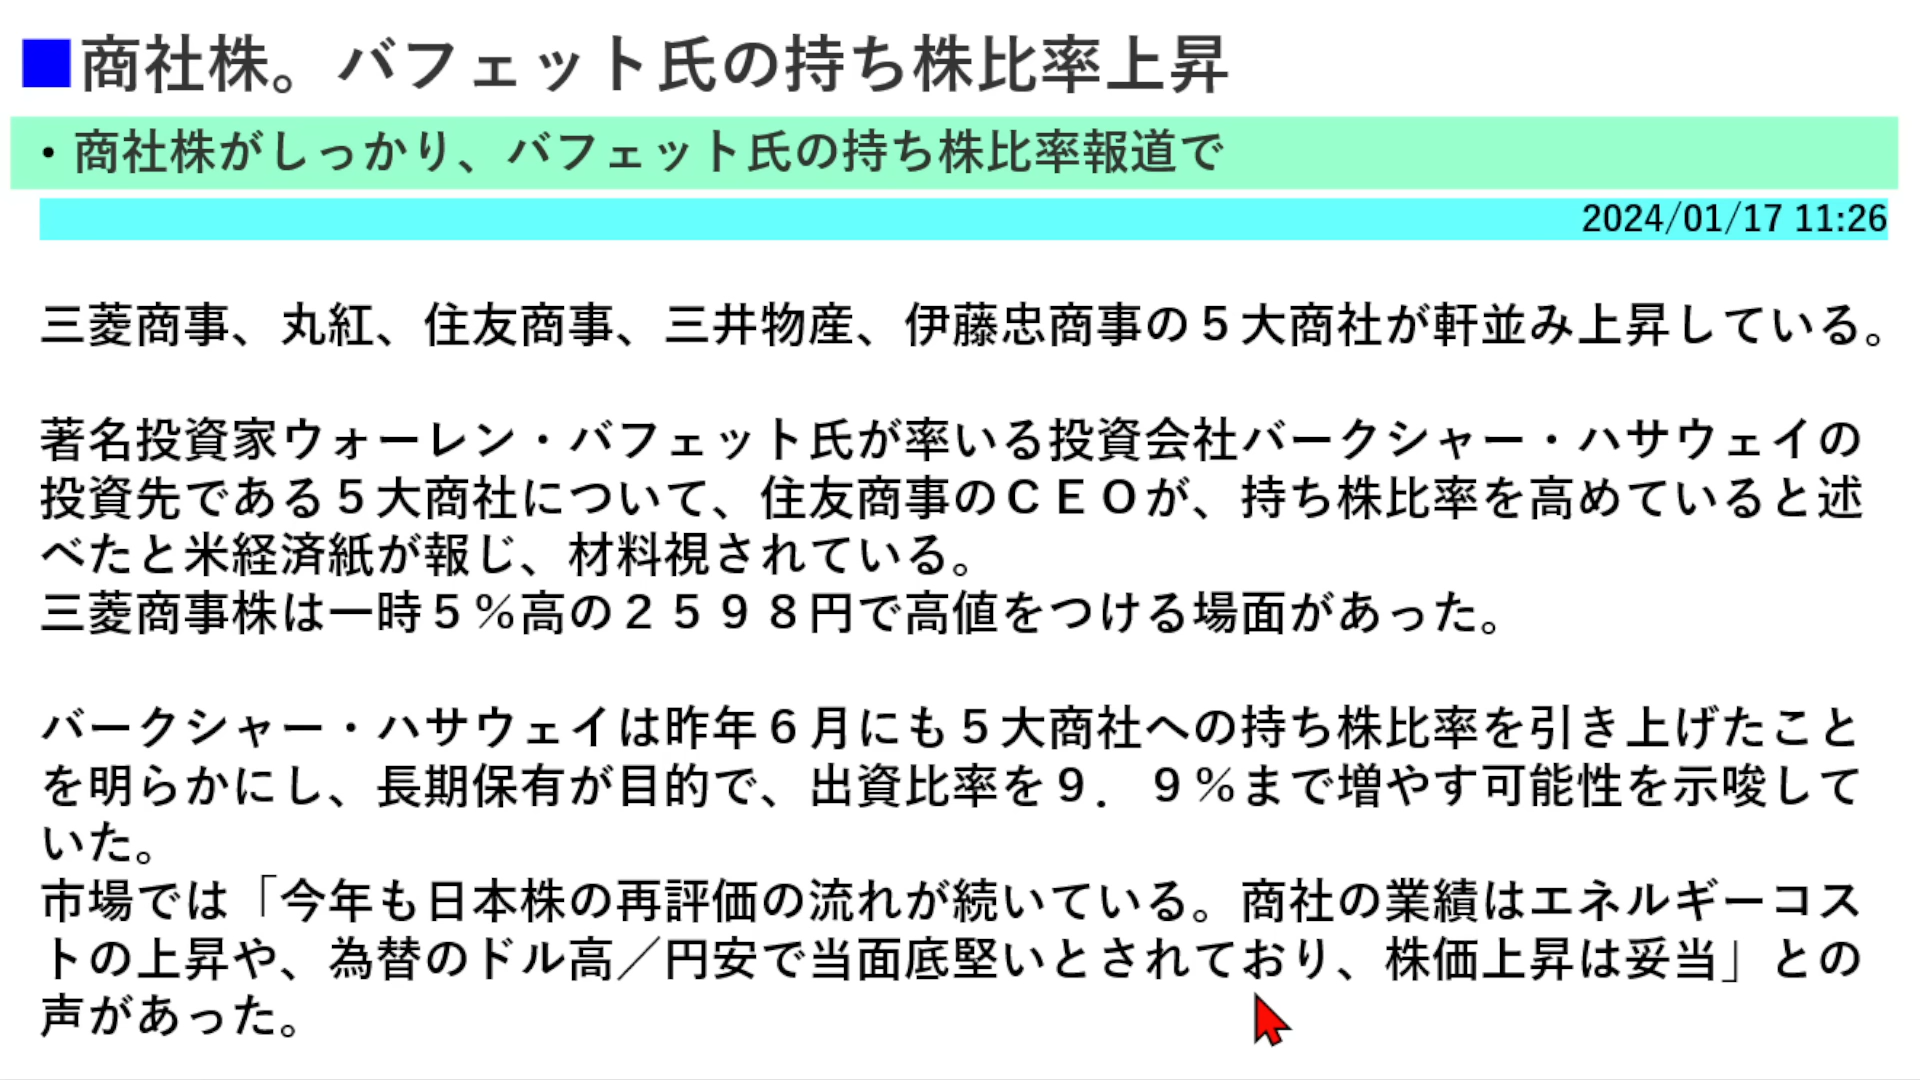 ■商社株。バフェット氏の持ち株比率上昇
・商社株がしっかり、バフェット氏の持ち株比率報道で
2024/01/17 11:26
三菱商事、丸紅、住友商事、三井物産、伊藤忠商事の５大商社が軒並み上昇している。
著名投資家ウォーレン・バフェット氏が率いる投資会社バークシャー・ハサウェイの
投資先である５大商社について、住友商事のＣＥＯが、持ち株比率を高めていると述
べたと米経済紙が報じ、材料視されている。
三菱商事株は一時５％高の２５９８円で高値をつける場面があった。
バークシャー・ハサウェイは昨年６月にも５大商社への持ち株比率を引き上げたこと
を明らかにし、長期保有が目的で、出資比率を９．９％まで増やす可能性を示唆して
いた。
市場では「今年も日本株の再評価の流れが続いている。商社の業績はエネルギーコス
トの上昇や、為替のドル高／円安で当面底堅いとされており、株価上昇は妥当」との
声があった。